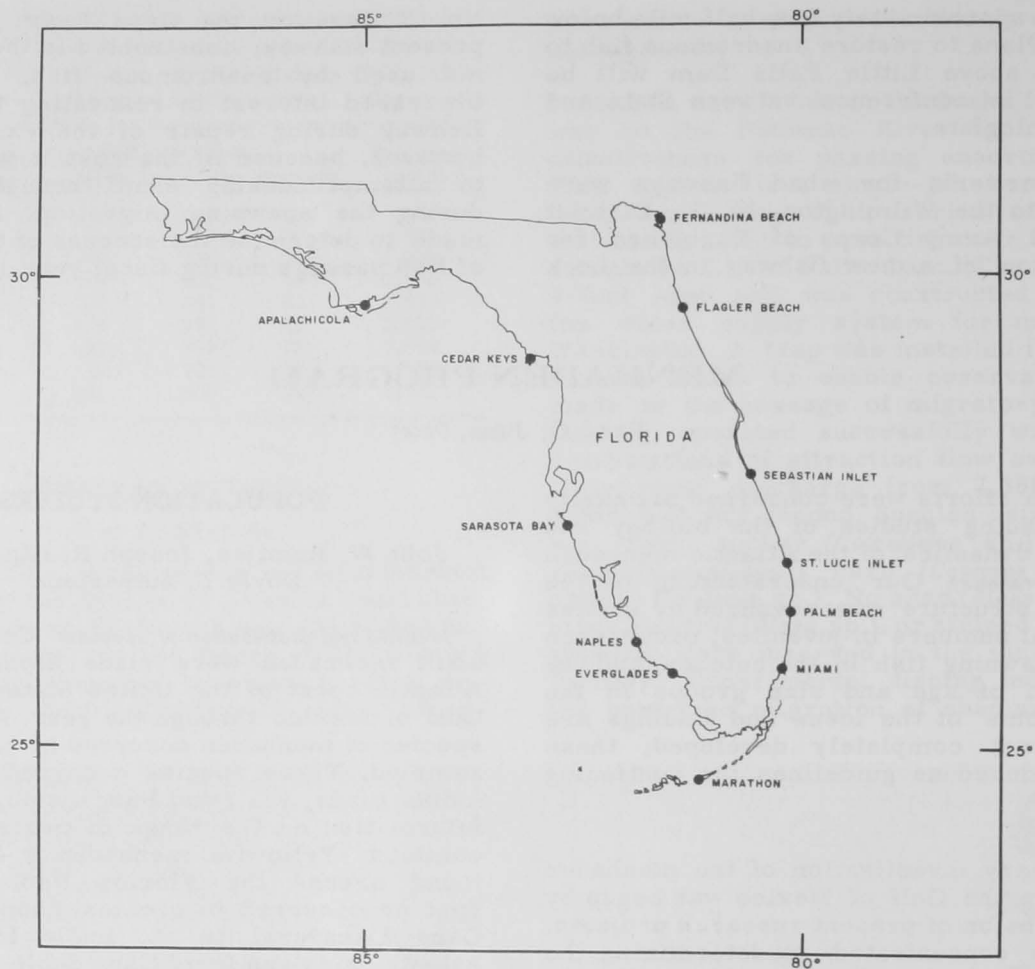 85°
80°
FERNANDINA BEACH
30°
30°
FLAGLER BEACH
APALACHICOLA
CEDAR KEYS
FLORIDA
SEBASTIAN INLET
SARASOTA BAY
ST. LUCIE INLET
PALM BEACH
NAPLES
MIAMI
EVERGLADES
25°
25°
MARATHON
85°
80°